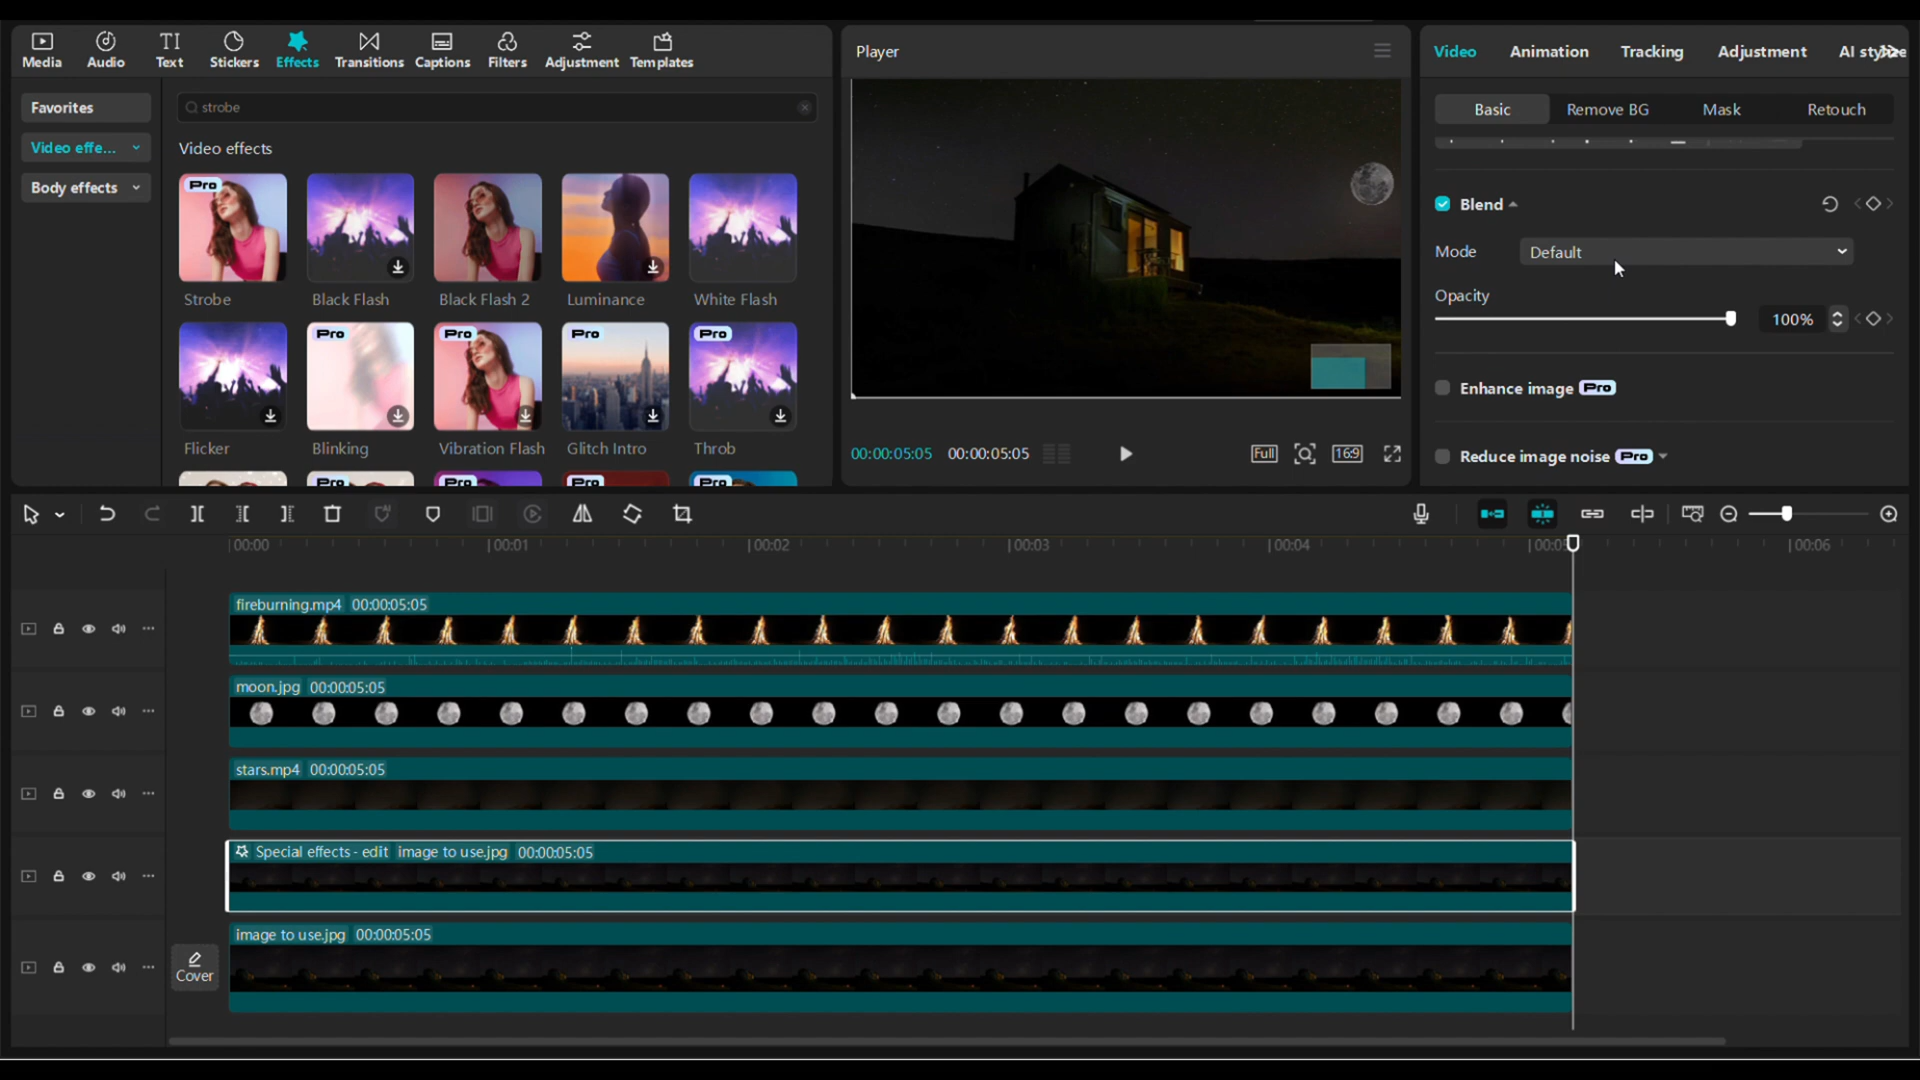 Media Audio Text Stickers Effects Transitions Captions Filters Adjustment Templates
Favorites
Video effe...
Body effects
strobe
Video effects
Pro
Strobe Black Flash Black Flash 2 Luminance White Flash
Pro Pro Pro Pro
Flicker Blinking Vibration Flash Glitch Intro Throb
Pro Pro Pro
Player
00:00:05:05 00:00:05:05
Full 16:9
Video Animation Tracking Adjustment AI
Basic Remove BG Mask Retouch
Blend
Mode Default
Opacity
100%
Enhance image Pro
Reduce image noise Pro
00:00 00:01 00:02 00:03 00:04 00:06
fireburning.mp4 00:00:05:05
moon.jpg 00:00:05:05
stars.mp4 00:00:05:05
Special effects - edit image to use.jpg 00:00:05:05
image to use.jpg 00:00:05:05
Cover